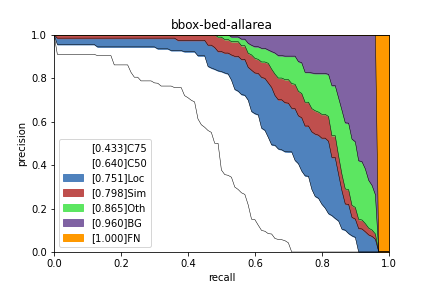 bbox-bed-allarea
precision
1.0
0.8
0.6
0.4
0.2
0.0
[0.433]C75
[0.640]C50
[0.751]Loc
[0.798]Sim
[0.865]Oth
[0.960]BG
[1.000]FN
0.0 0.2 0.4 0.6 0.8 1.0
recall